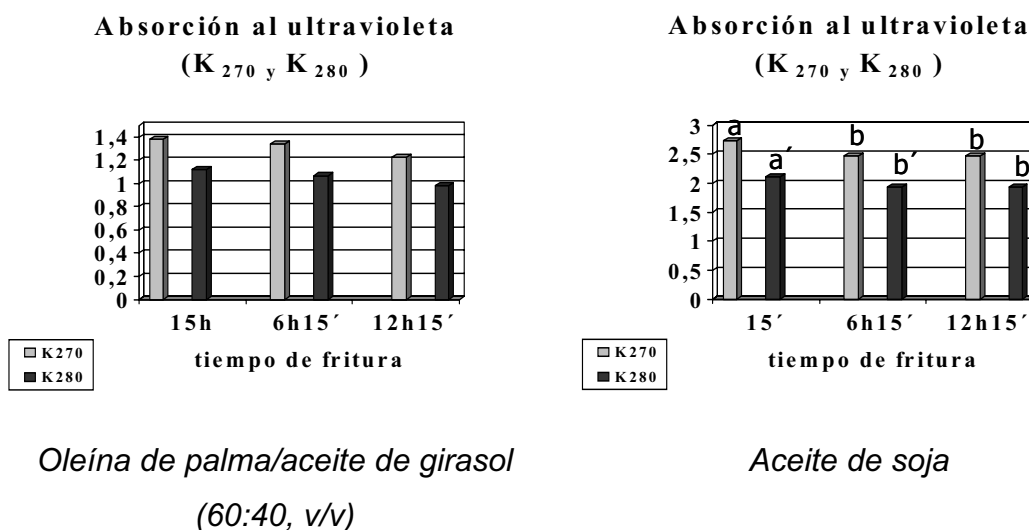 Absorción al ultravioleta
(K 270 y K 280 )
1,4
1,2
1
0,8
0,6
0,4
0,2
0
15h 6h15´ 12h15´
tiempo de fritura
K270
K280
Oleína de palma/aceite de girasol
(60:40, v/v)
Absorción al ultravioleta
(K 270 y K 280 )
3
2,5
2
1,5
1
0,5
0
a
a´
b
b´
b
b
15´ 6h15´ 12h15´
tiempo de fritura
K270
K280
Aceite de soja